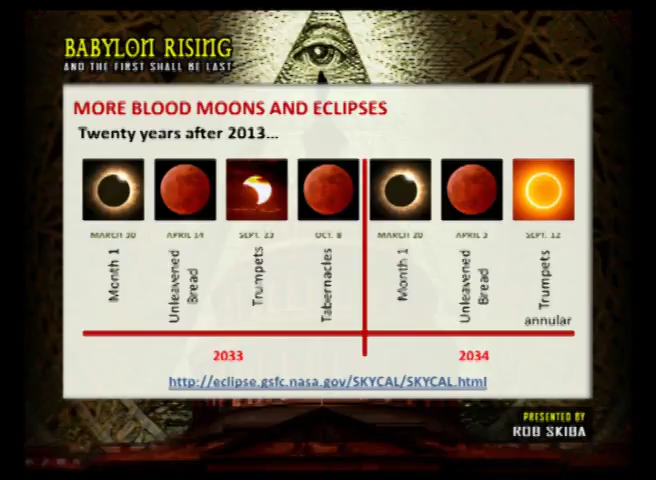 BABYLON RISING
AND THE FIRST SHALL BE LAST
MORE BLOOD MOONS AND ECLIPSES
Twenty years after 2013...
MARCH 30
APRIL 14
SEPT. 23
OCT. 8
MARCH 20
APRIL 3
SEPT. 12
Month 1
Unleavened
Bread
Trumpets
Tabernacles
Month 1
Unleavened
Bread
Trumpets
annular
2033
2034
http://eclipse.gsfc.nasa.gov/SKYCAL/SKYCAL.html
PRESENTED BY
ROB SKIBA